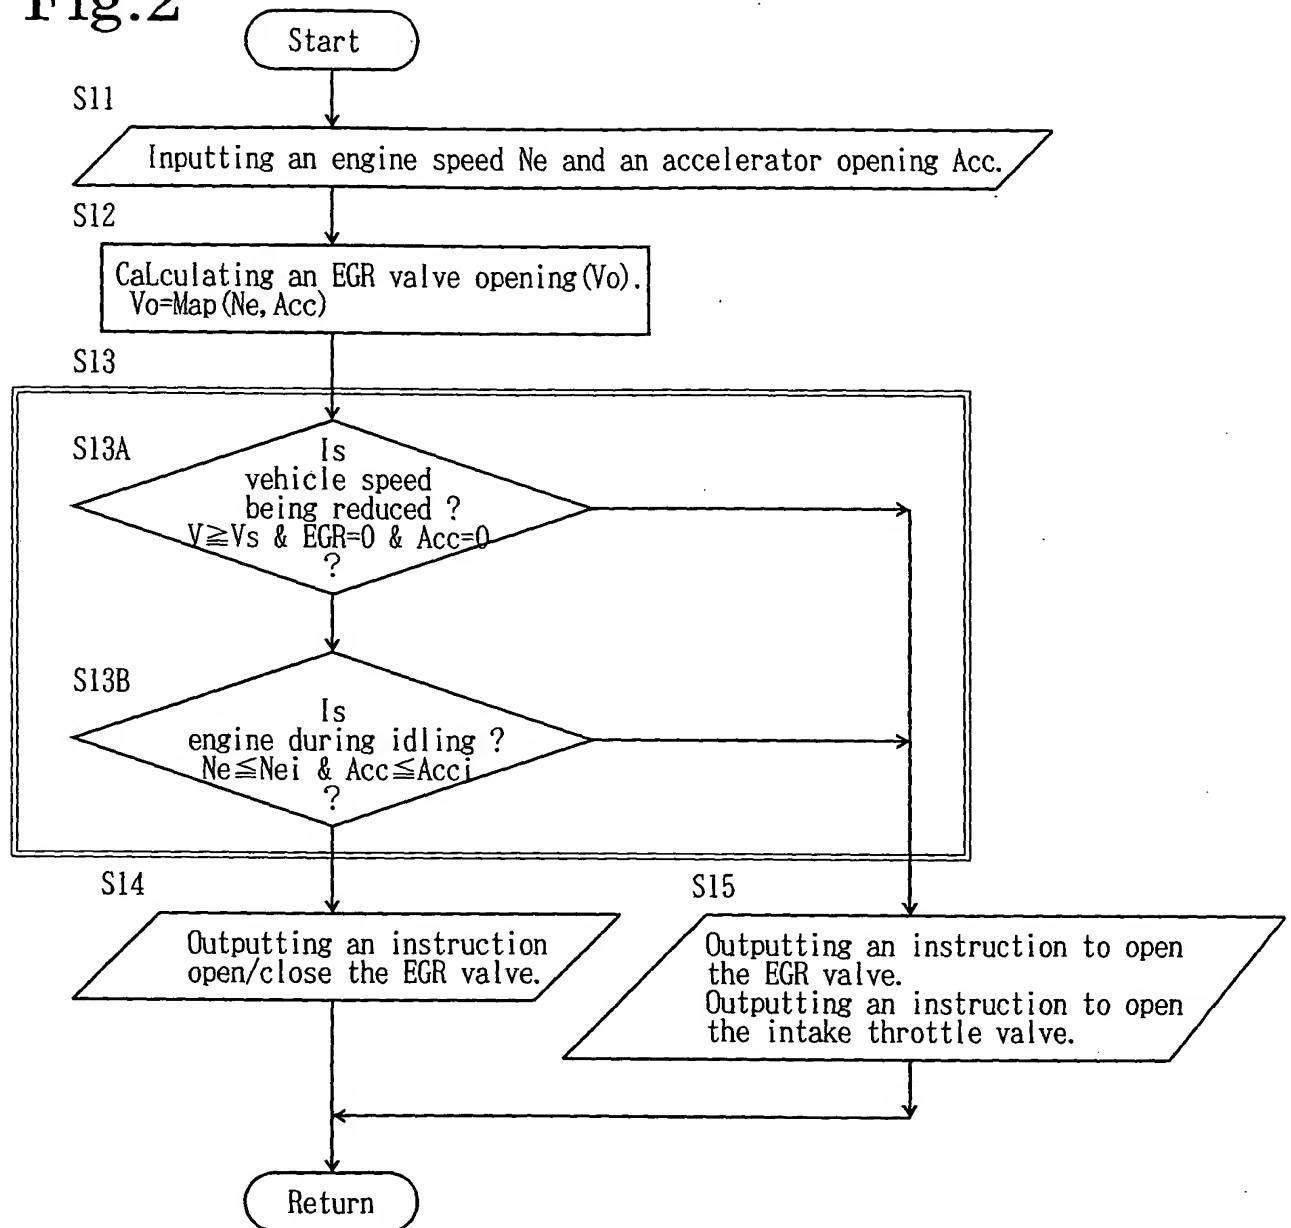 Fig.2
Start
S11
Inputting an engine speed Ne and an accelerator opening Acc.
S12
CaLculating an EGR valve opening(Vo).
Vo=Map(Ne,Acc)
S13
S13A
Is
vehicle speed
being reduced ?
V≧Vs & EGR=0 & Acc=0
?
S13B
Is
engine during idling ?
Ne≦Nei & Acc≦Acci
?
S14
Outputting an instruction
open/close the EGR valve.
S15
Outputting an instruction to open
the EGR valve.
Outputting an instruction to open
the intake throttle valve.
Return